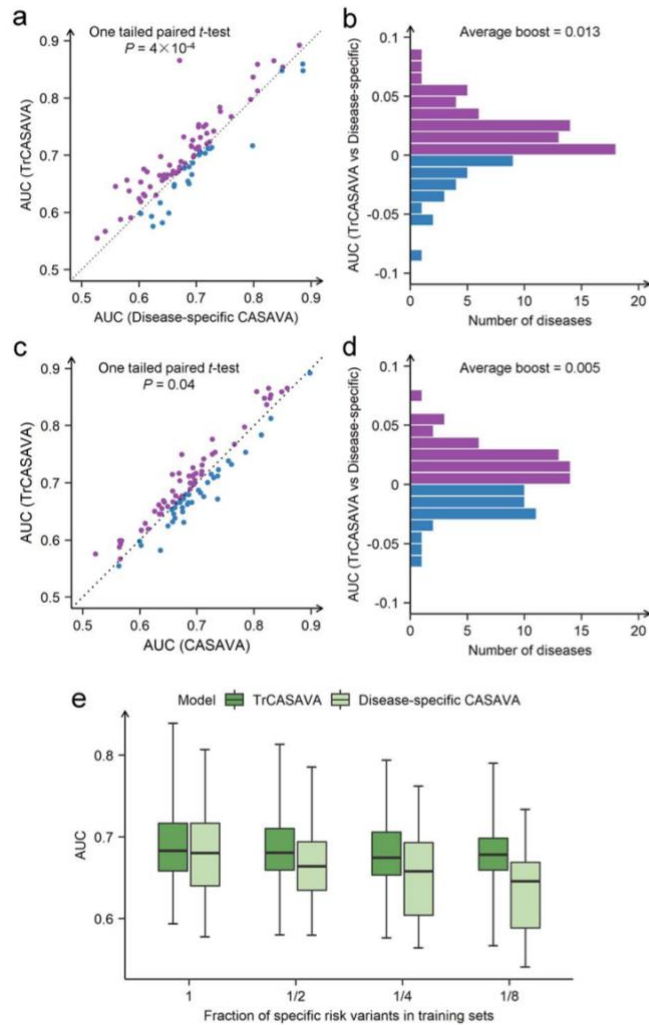 a
One tailed paired t-test
P = 4×10-4
AUC (TrCASAVA)
0.9
0.8
0.7
0.6
0.5
0.5 0.6 0.7 0.8 0.9
AUC (Disease-specific CASAVA)
b
Average boost = 0.013
AUC (TrCASAVA vs Disease-specific)
0.1
0.05
0
-0.05
-0.1
0 5 10 15 20
Number of diseases
c
One tailed paired t-test
P = 0.04
AUC (TrCASAVA)
0.9
0.8
0.7
0.6
0.5
0.5 0.6 0.7 0.8 0.9
AUC (CASAVA)
d
Average boost = 0.005
AUC (TrCASAVA vs Disease-specific)
0.1
0.05
0
-0.05
-0.1
0 5 10 15 20
Number of diseases
e
Model TrCASAVA Disease-specific CASAVA
AUC
0.8
0.7
0.6
1 1/2 1/4 1/8
Fraction of specific risk variants in training sets